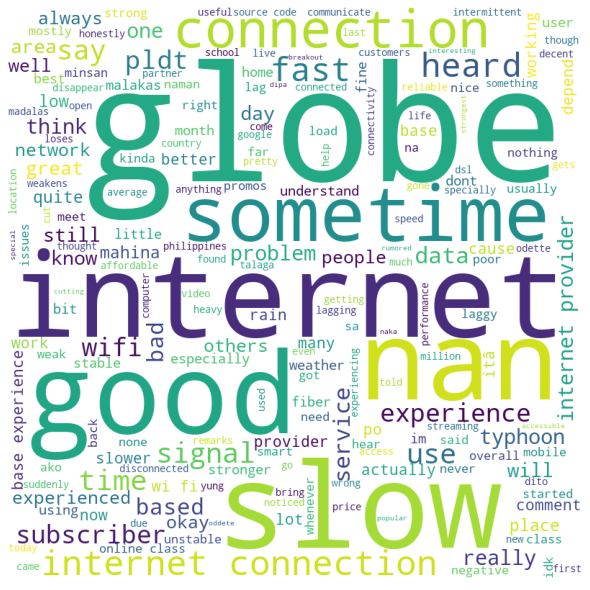 mostly strong useful source code communicate intermittent
always honestly connection last customers interesting user though
area say pldt school live breakout working
well minsan disappear partner fast connected heard decent
best naman home fine reliable something depend
low malakas lag connectivity nice
madalas open right day life strongest
think loses month google load base dipa
network kinda country come na nothing
great weakens better far pretty help dsl gets
location average globe gone specially
quite anything promos understand dont usually
cut meet sometime speed
special still little philippines found problem people data cause odette
issues thought mahina rumored poor
know affordable talaga much
internet
cutting computer video getting lagging performance laggy internet provider
bit heavy rain sa
work wifi bad others many naka million itâ
weak especially weather even experiencing told nan
stable used got
good fiber experience
base experience back none need service streaming accessible
slower provider hear po im said access typhoon
ako signal stronger smart go actually never overall mobile
suddenly disconnected remarks whenever wrong use dito
time wi fi yung noticed bring will started
experienced based slow price comment
using now due oddete lot popular place
subscriber okay unstable really new class
today online class idk
came internet connection negative first